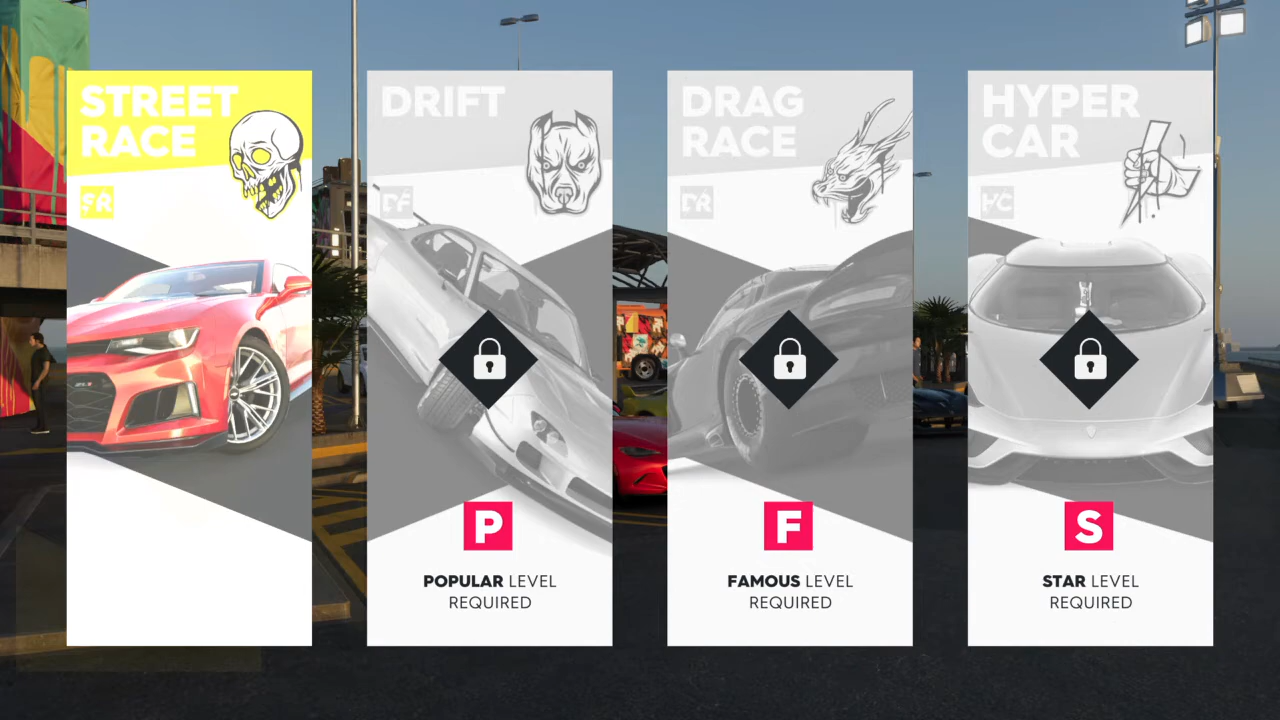 STREET
RACE
SR
DRIFT
DF
P
POPULAR LEVEL
REQUIRED
DRAG
RACE
DR
F
FAMOUS LEVEL
REQUIRED
HYPER
CAR
HC
S
STAR LEVEL
REQUIRED